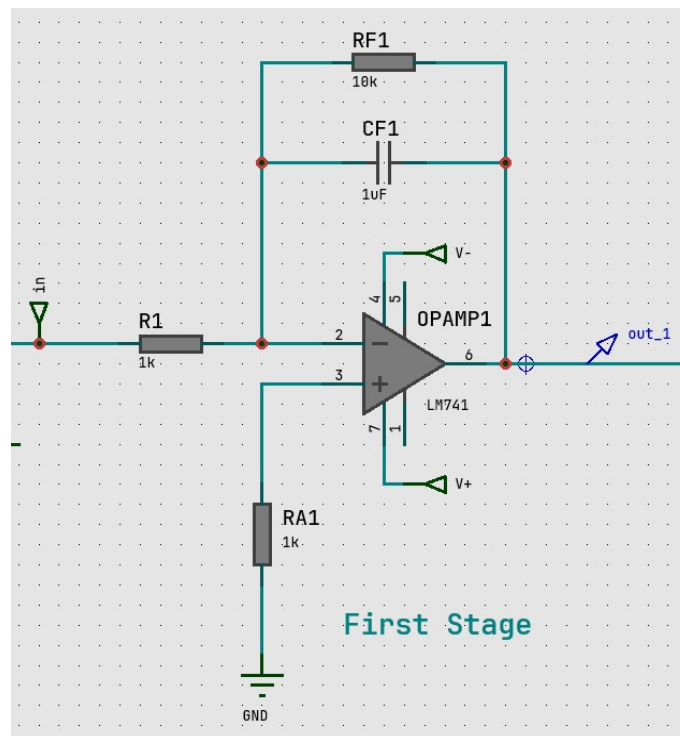 RF1
10k
CF1
1uF
in
V-
4
5
R1
1k
2
OPAMP1
out_1
6
3
LM741
7
1
V+
RA1
1k
First Stage
GND